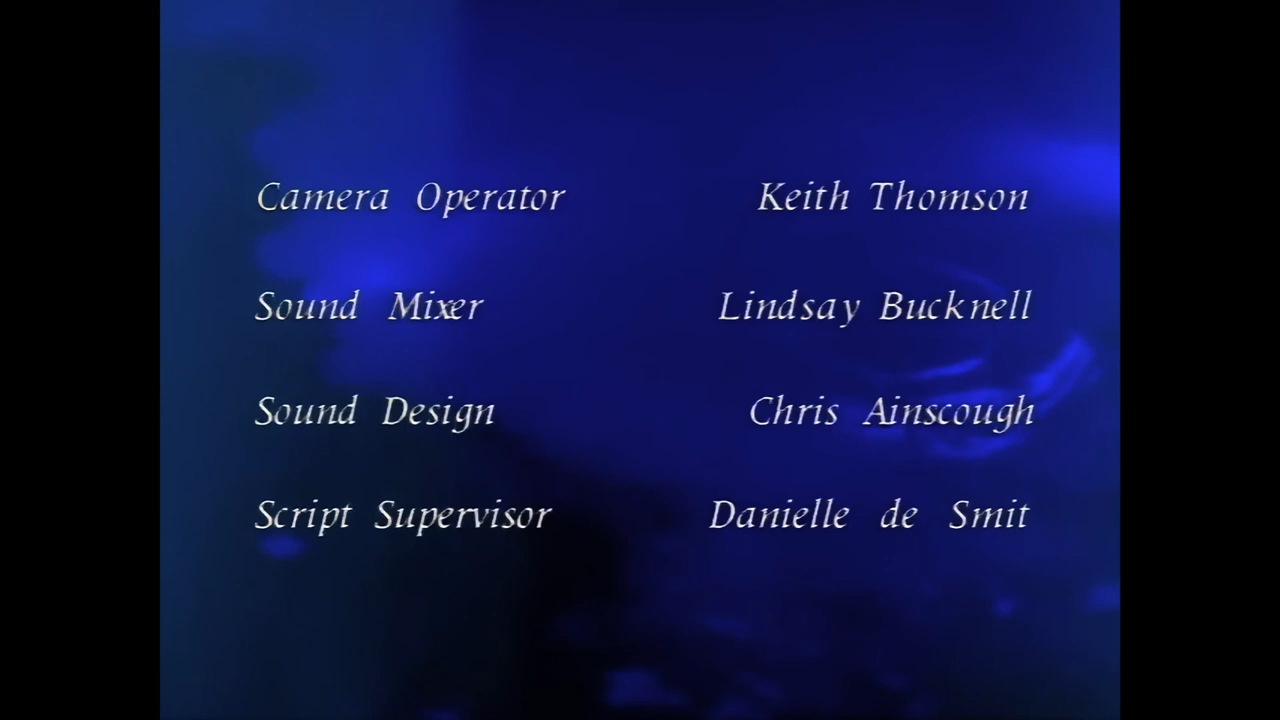 Camera Operator Keith Thomson
Sound Mixer Lindsay Bucknell
Sound Design Chris Ainscough
Script Supervisor Danielle de Smit